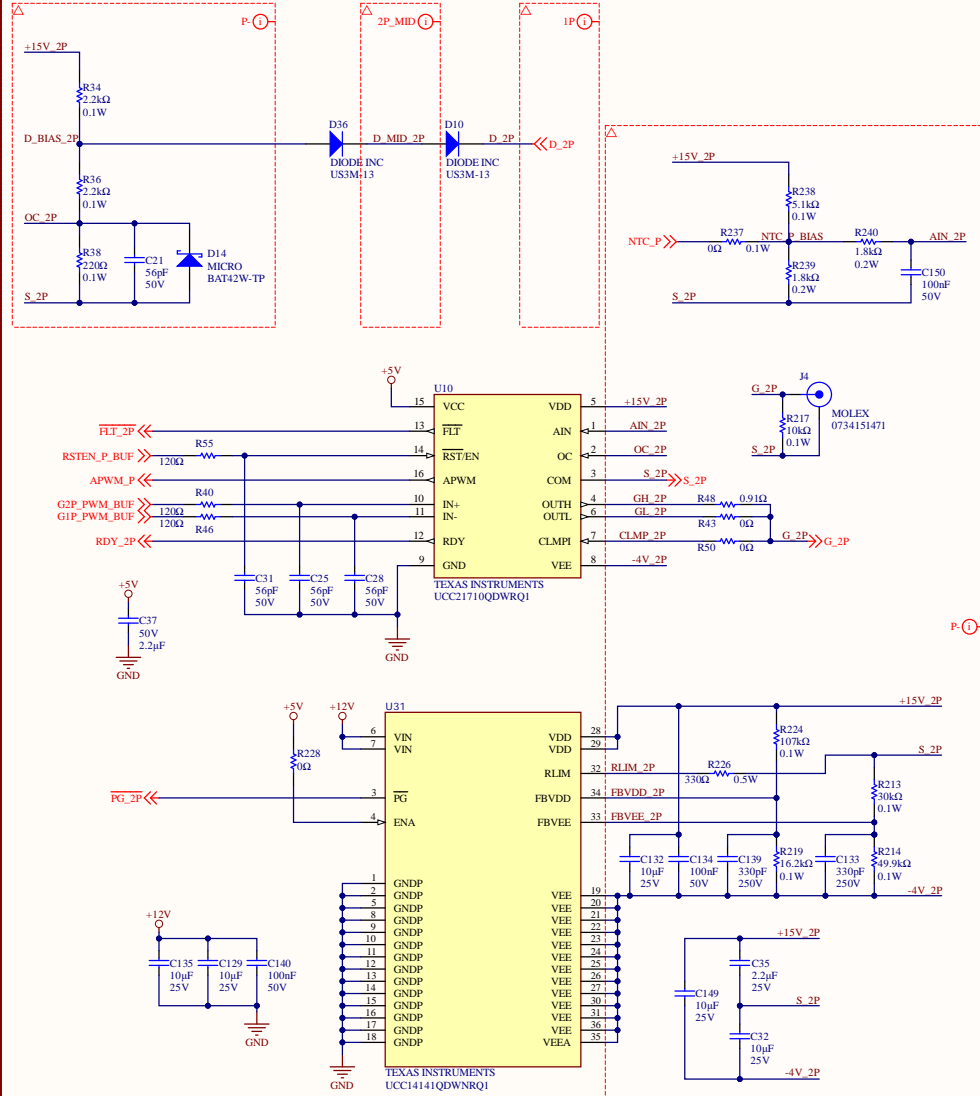 P- i
2P_MID i
1P i
+15V_2P
R34
2.2kΩ
0.1W
D_BIAS_2P
D36
D_MID_2P
D10
D_2P
D_2P
DIODE INC
US3M-13
DIODE INC
US3M-13
R36
2.2kΩ
0.1W
OC_2P
R38
220Ω
0.1W
C21
56pF
50V
D14
MICRO
BAT42W-TP
S_2P
+15V_2P
R238
5.1kΩ
0.1W
NTC_P
R237
0Ω
0.1W
NTC_P_BIAS
R240
1.8kΩ
0.2W
AIN_2P
R239
1.8kΩ
0.2W
C150
100nF
50V
S_2P
+5V
U10
15 VCC VDD 5 +15V_2P
FLT_2P 13 FLT AIN 1 AIN_2P
RSTEN_P_BUF 120Ω R55 14 RST/EN OC 2 OC_2P
APWM_P 16 APWM COM 3 S_2P S_2P
G2P_PWM_BUF 120Ω R40 10 IN+ OUTH 4 GH_2P R48 0.91Ω
G1P_PWM_BUF 120Ω R46 11 IN- OUTL 6 GL_2P R43 0Ω
RDY_2P 12 RDY CLMPI 7 CLMP_2P R50 0Ω G_2P G_2P
9 GND VEE 8 -4V_2P
TEXAS INSTRUMENTS
UCC21710QDWRQ1
G_2P
J4
MOLEX
0734151471
R217
10kΩ
0.1W
S_2P
C31
56pF
50V
C25
56pF
50V
C28
56pF
50V
GND
+5V
C37
50V
2.2µF
GND
P- i
+5V
+12V
U31
R228
0Ω
6 VIN VDD 28
7 VIN VDD 29
+15V_2P
RLIM 32 RLIM_2P
R226
330Ω 0.5W
S_2P
PG_2P 3 PG FBVDD 34 FBVDD_2P
4 ENA FBVEE 33 FBVEE_2P
R224
107kΩ
0.1W
R213
30kΩ
0.1W
C132
10µF
25V
C134
100nF
50V
C139
330pF
250V
R219
16.2kΩ
0.1W
C133
330pF
250V
R214
49.9kΩ
0.1W
-4V_2P
1 GNDP
2 GNDP VEE 19
5 GNDP VEE 20
8 GNDP VEE 21
9 GNDP VEE 22
10 GNDP VEE 23
11 GNDP VEE 24
12 GNDP VEE 25
13 GNDP VEE 26
14 GNDP VEE 27
15 GNDP VEE 30
16 GNDP VEE 31
17 GNDP VEE 36
18 GNDP VEEA 35
GND
TEXAS INSTRUMENTS
UCC14141QDWNRQ1
+12V
C135
10µF
25V
C129
10µF
25V
C140
100nF
50V
GND
+15V_2P
C35
2.2µF
25V
C149
10µF
25V
S_2P
C32
10µF
25V
-4V_2P